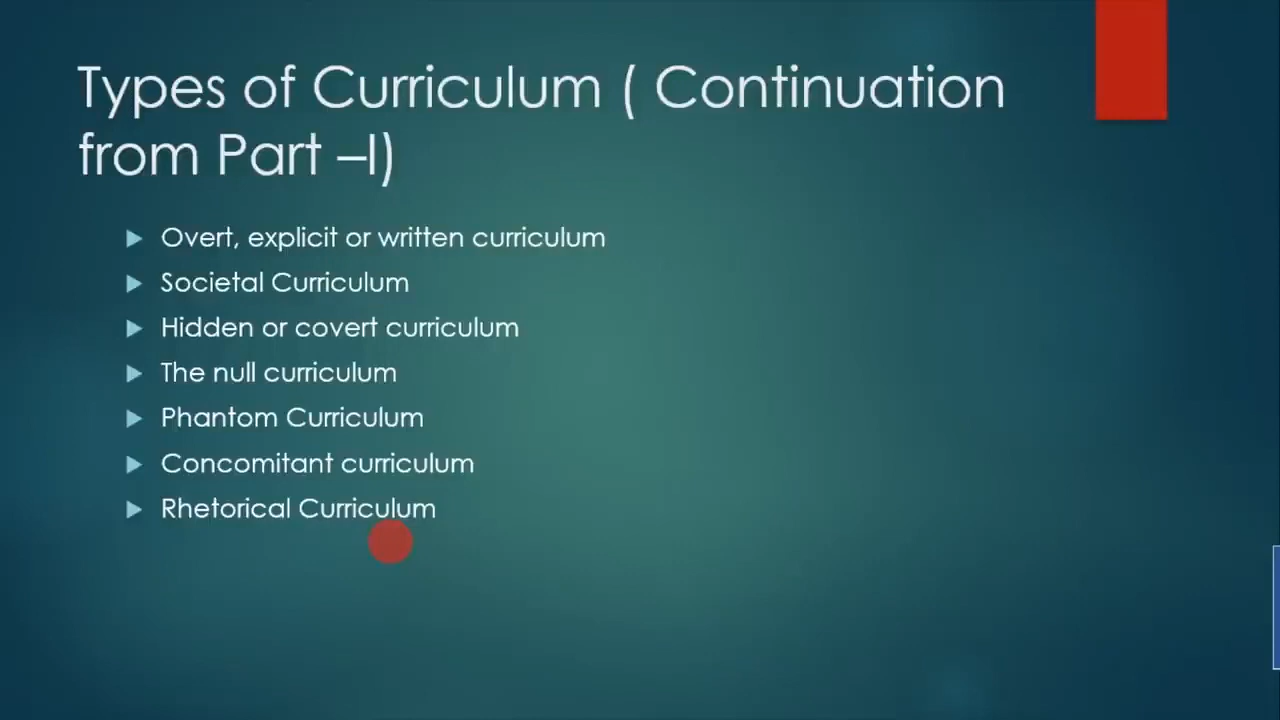 Types of Curriculum ( Continuation
from Part –I)
Overt, explicit or written curriculum
Societal Curriculum
Hidden or covert curriculum
The null curriculum
Phantom Curriculum
Concomitant curriculum
Rhetorical Curriculum